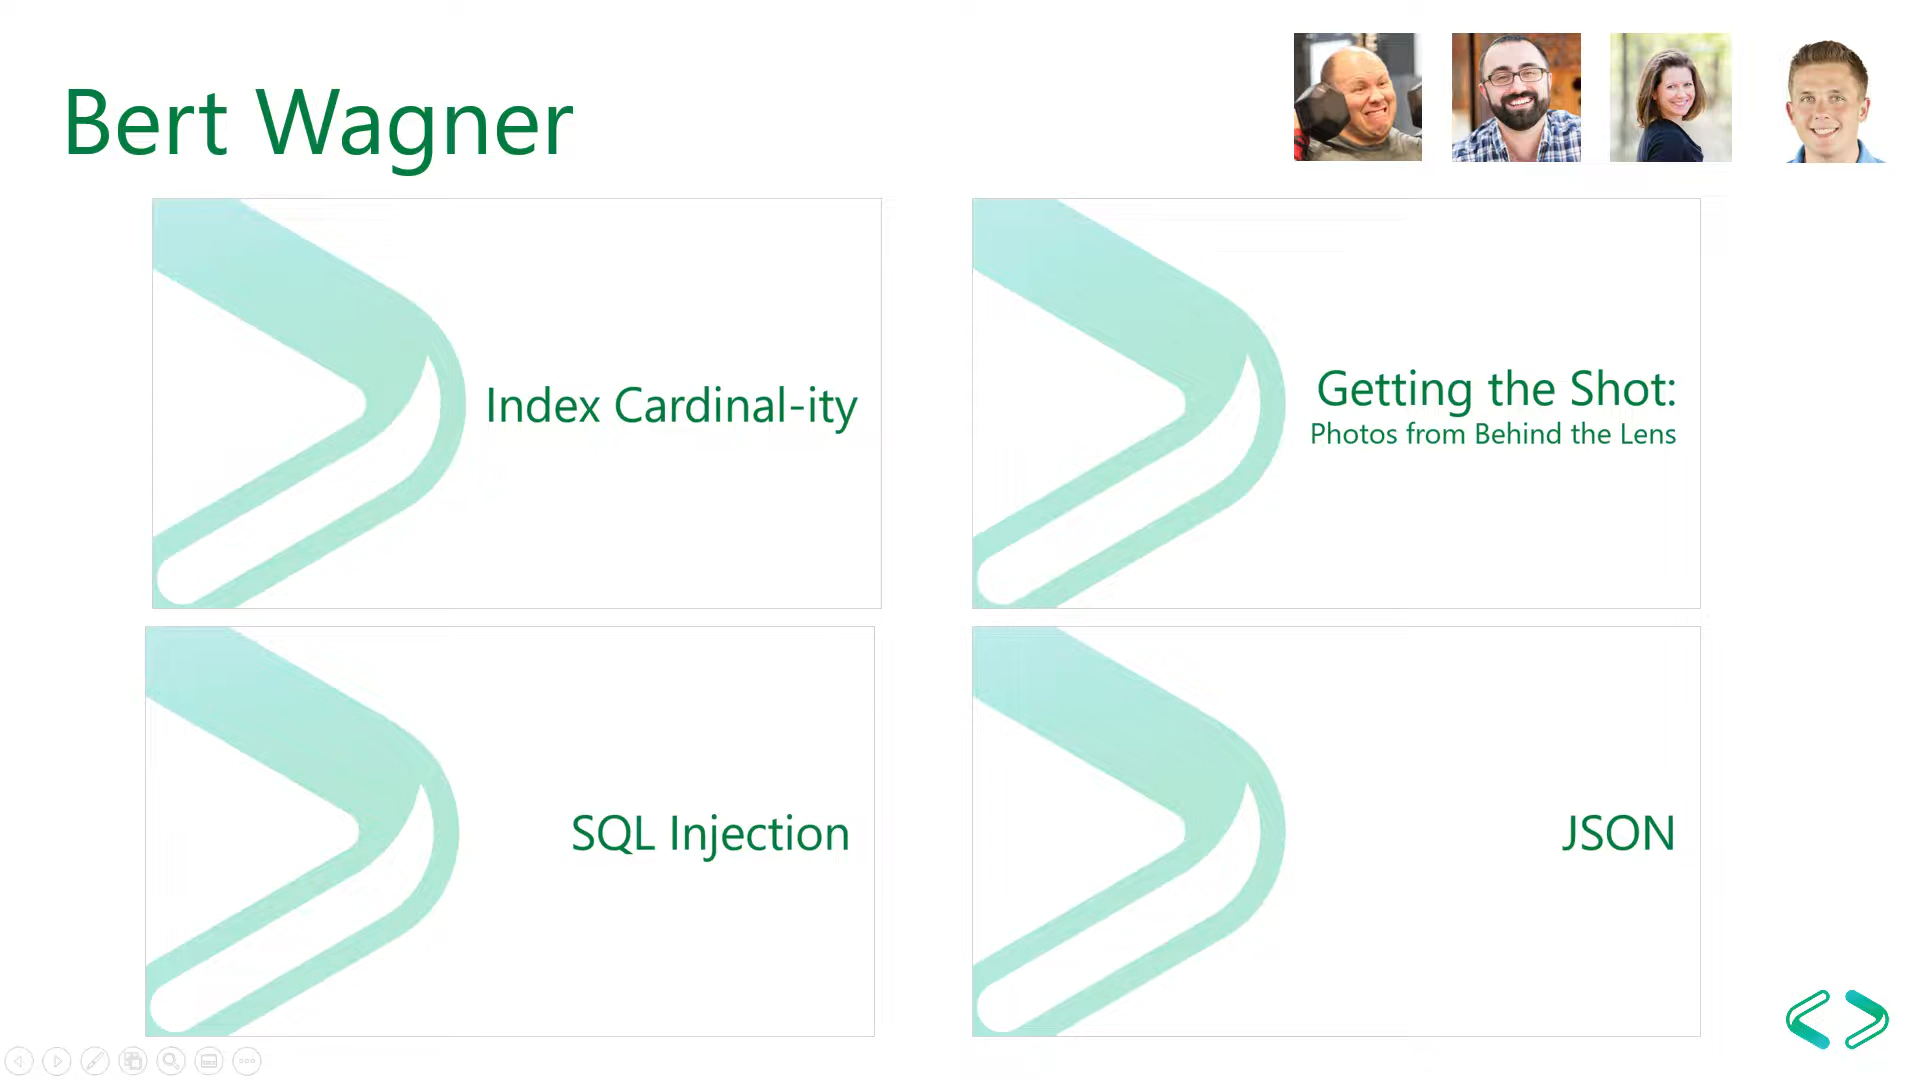 Bert Wagner
Index Cardinal-ity
Getting the Shot:
Photos from Behind the Lens
SQL Injection
JSON